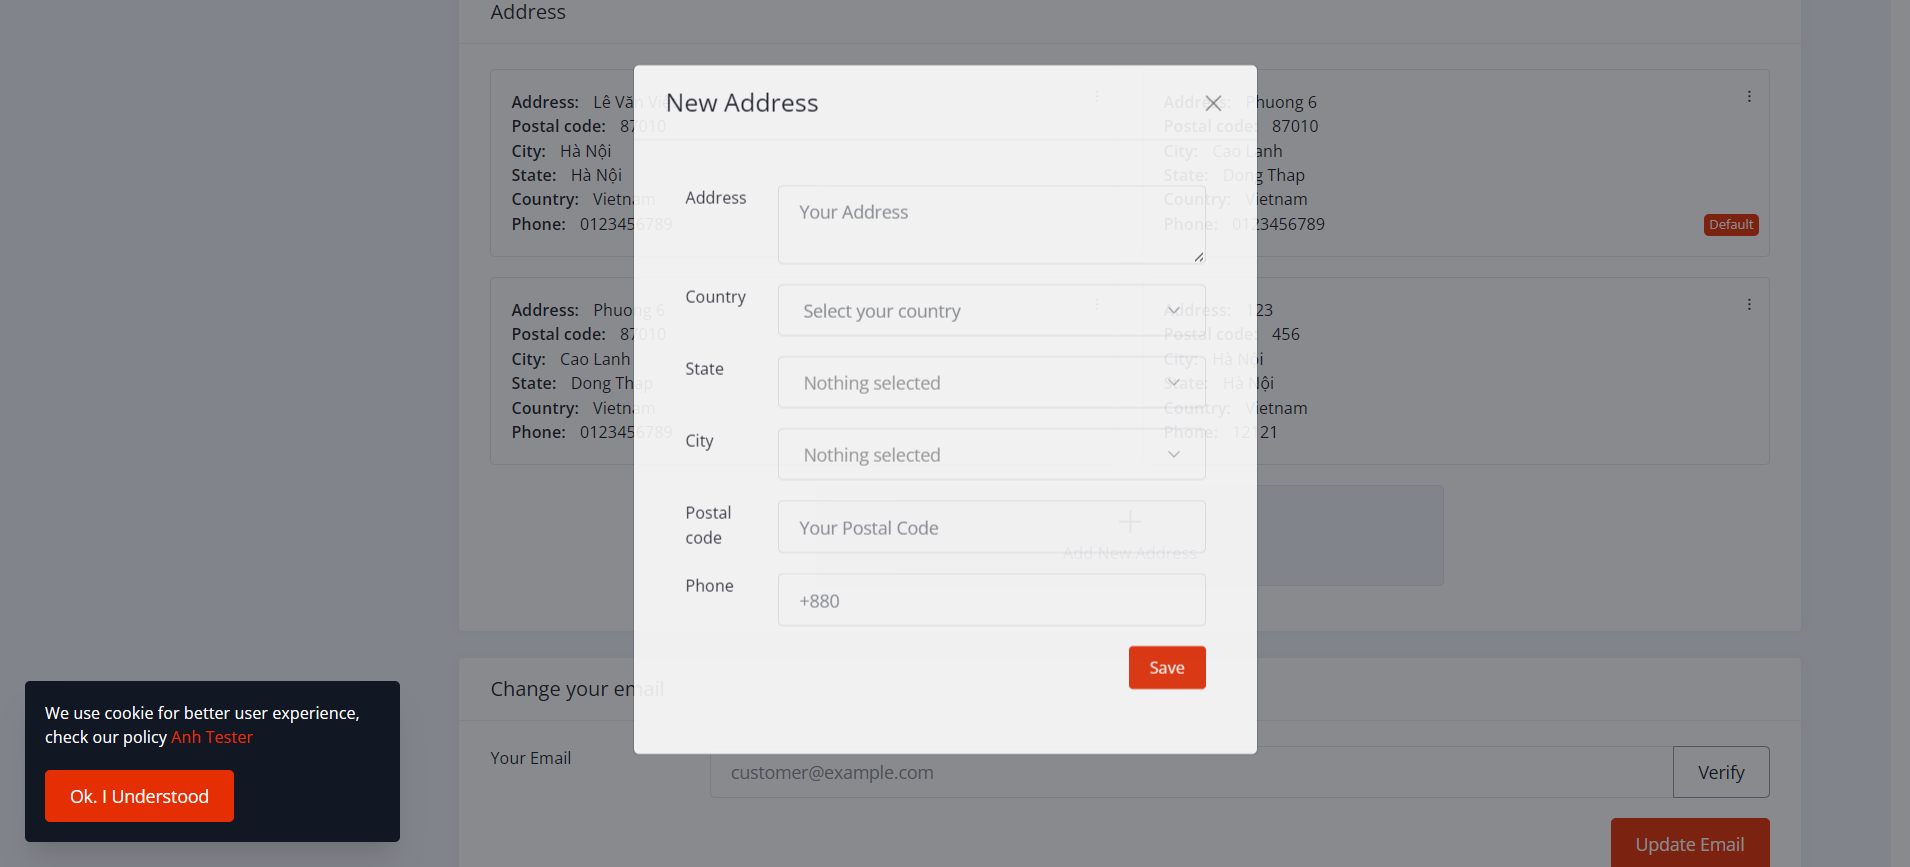 Address
Address: Lê Văn Vie
Postal code: 87010
City: Hà Nội
State: Hà Nội
Country: Vietnam
Phone: 0123456789
Address: Phuong 6
Postal code: 87010
City: Cao Lanh
State: Dong Thap
Country: Vietnam
Phone: 0123456789
Default
Address: Phuong 6
Postal code: 87010
City: Cao Lanh
State: Dong Thap
Country: Vietnam
Phone: 0123456789
Address: 123
Postal code: 456
City: Hà Nội
State: Hà Nội
Country: Vietnam
Phone: 12121
Add New Address
New Address
Address
Your Address
Country
Select your country
State
Nothing selected
City
Nothing selected
Postal
code
Your Postal Code
Phone
+880
Save
Change your email
Your Email
customer@example.com
Verify
Update Email
We use cookie for better user experience,
check our policy Anh Tester
Ok. I Understood